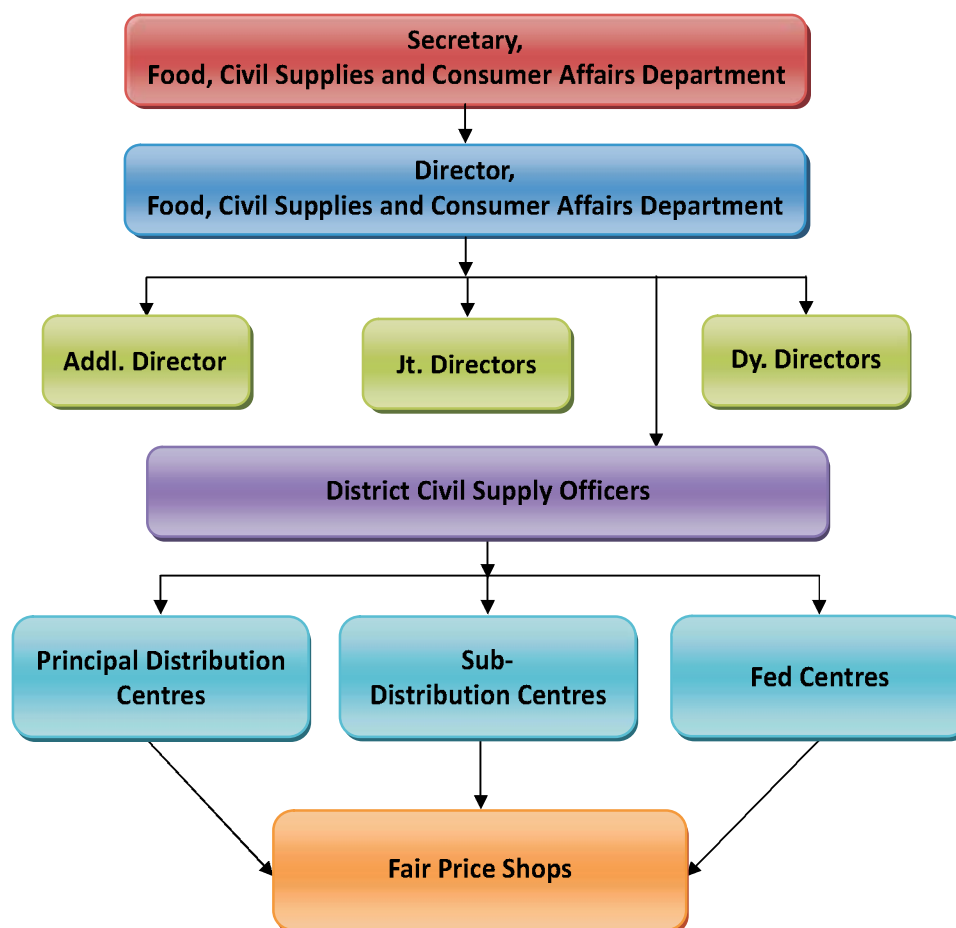 Secretary,
Food, Civil Supplies and Consumer Affairs Department
Director,
Food, Civil Supplies and Consumer Affairs Department
Addl. Director
Jt. Directors
Dy. Directors
District Civil Supply Officers
Principal Distribution
Centres
Sub-
Distribution Centres
Fed Centres
Fair Price Shops